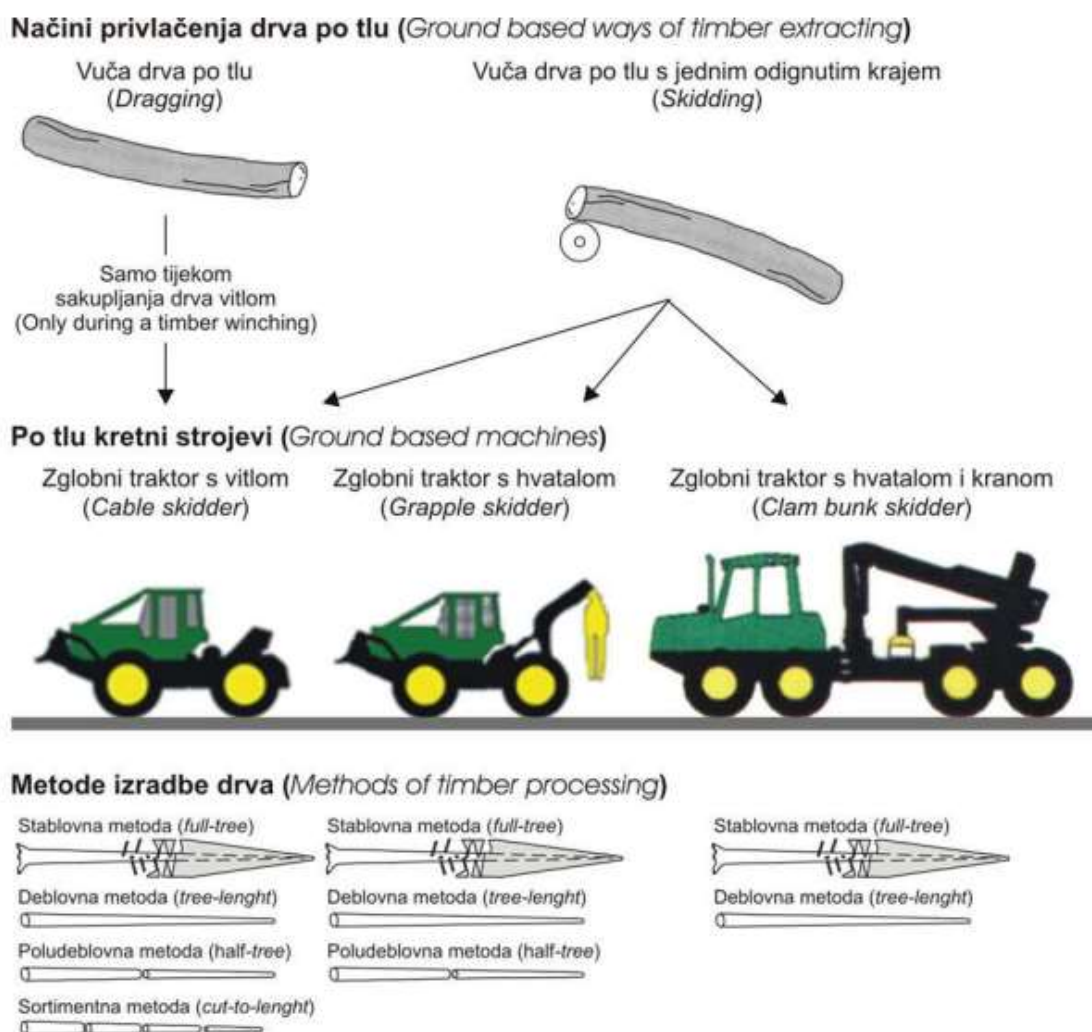 Načini privlačenja drva po tlu (Ground based ways of timber extracting)
Vuča drva po tlu
(Dragging)
Vuča drva po tlu s jednim odignutim krajem
(Skidding)
Samo tijekom
sakupljanja drva vitlom
(Only during a timber winching)
Po tlu kretni strojevi (Ground based machines)
Zglobni traktor s vitlom
(Cable skidder)
Zglobni traktor s hvatalom
(Grapple skidder)
Zglobni traktor s hvatalom i kranom
(Clam bunk skidder)
Metode izradbe drva (Methods of timber processing)
Stablovna metoda (full-tree)
Deblovna metoda (tree-lenght)
Poludeblovna metoda (half-tree)
Sortimentna metoda (cut-to-lenght)
Stablovna metoda (full-tree)
Deblovna metoda (tree-lenght)
Poludeblovna metoda (half-tree)
Stablovna metoda (full-tree)
Deblovna metoda (tree-lenght)